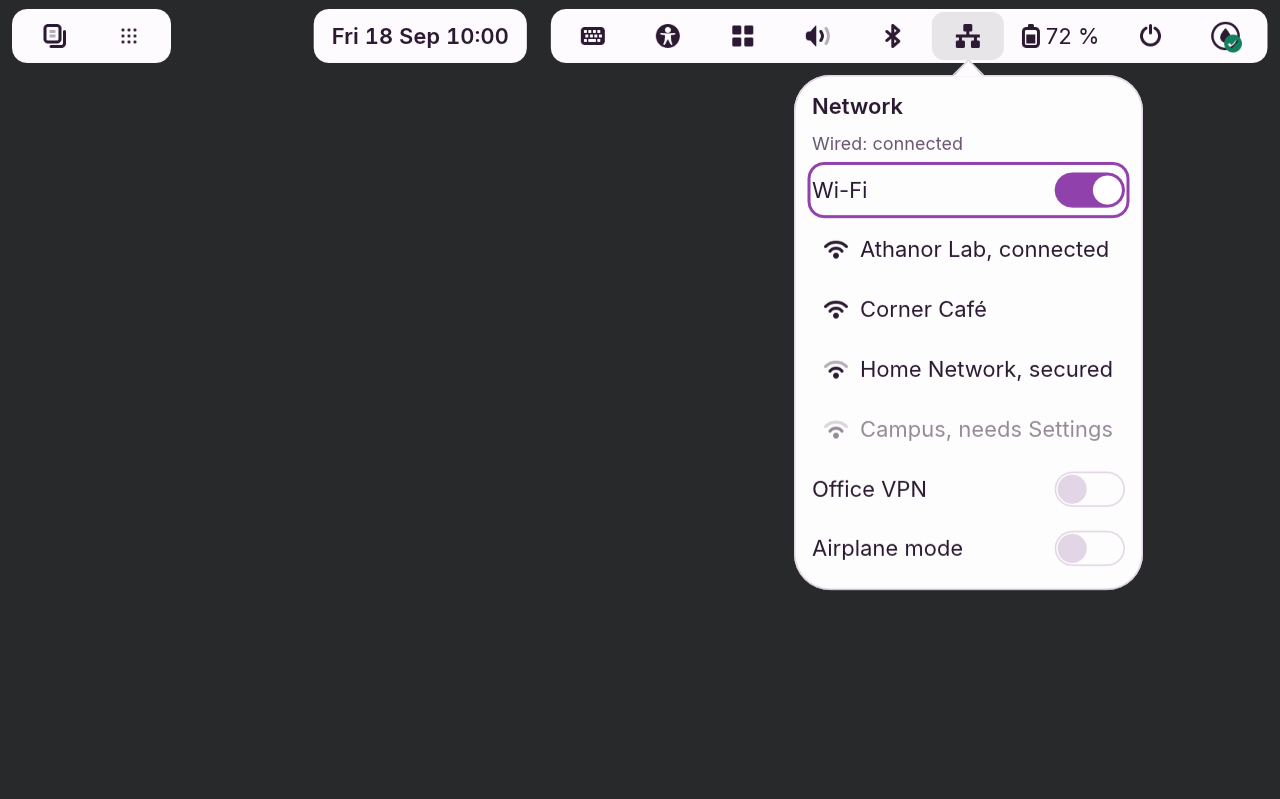 Fri 18 Sep 10:00
72 %
Network
Wired: connected
Wi-Fi
Athanor Lab, connected
Corner Café
Home Network, secured
Campus, needs Settings
Office VPN
Airplane mode